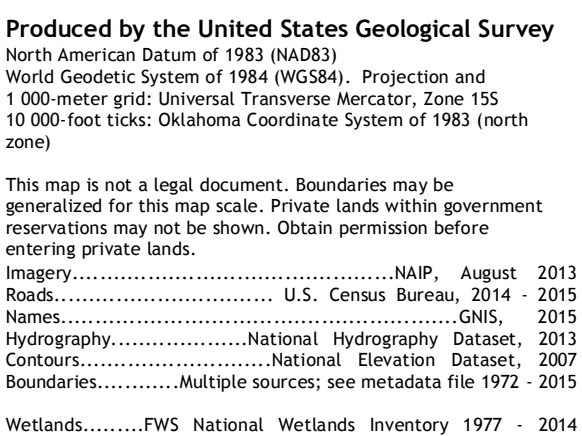 Produced by the United States Geological Survey
North American Datum of 1983 (NAD83)
World Geodetic System of 1984 (WGS84). Projection and
1 000-meter grid: Universal Transverse Mercator, Zone 15S
10 000-foot ticks: Oklahoma Coordinate System of 1983 (north
zone)
This map is not a legal document. Boundaries may be
generalized for this map scale. Private lands within government
reservations may not be shown. Obtain permission before
entering private lands.
Imagery..........................................NAIP, August 2013
Roads............................ U.S. Census Bureau, 2014 - 2015
Names....................................................GNIS, 2015
Hydrography.....................National Hydrography Dataset, 2013
Contours.........................National Elevation Dataset, 2007
Boundaries............Multiple sources; see metadata file 1972 - 2015
Wetlands.........FWS National Wetlands Inventory 1977 - 2014